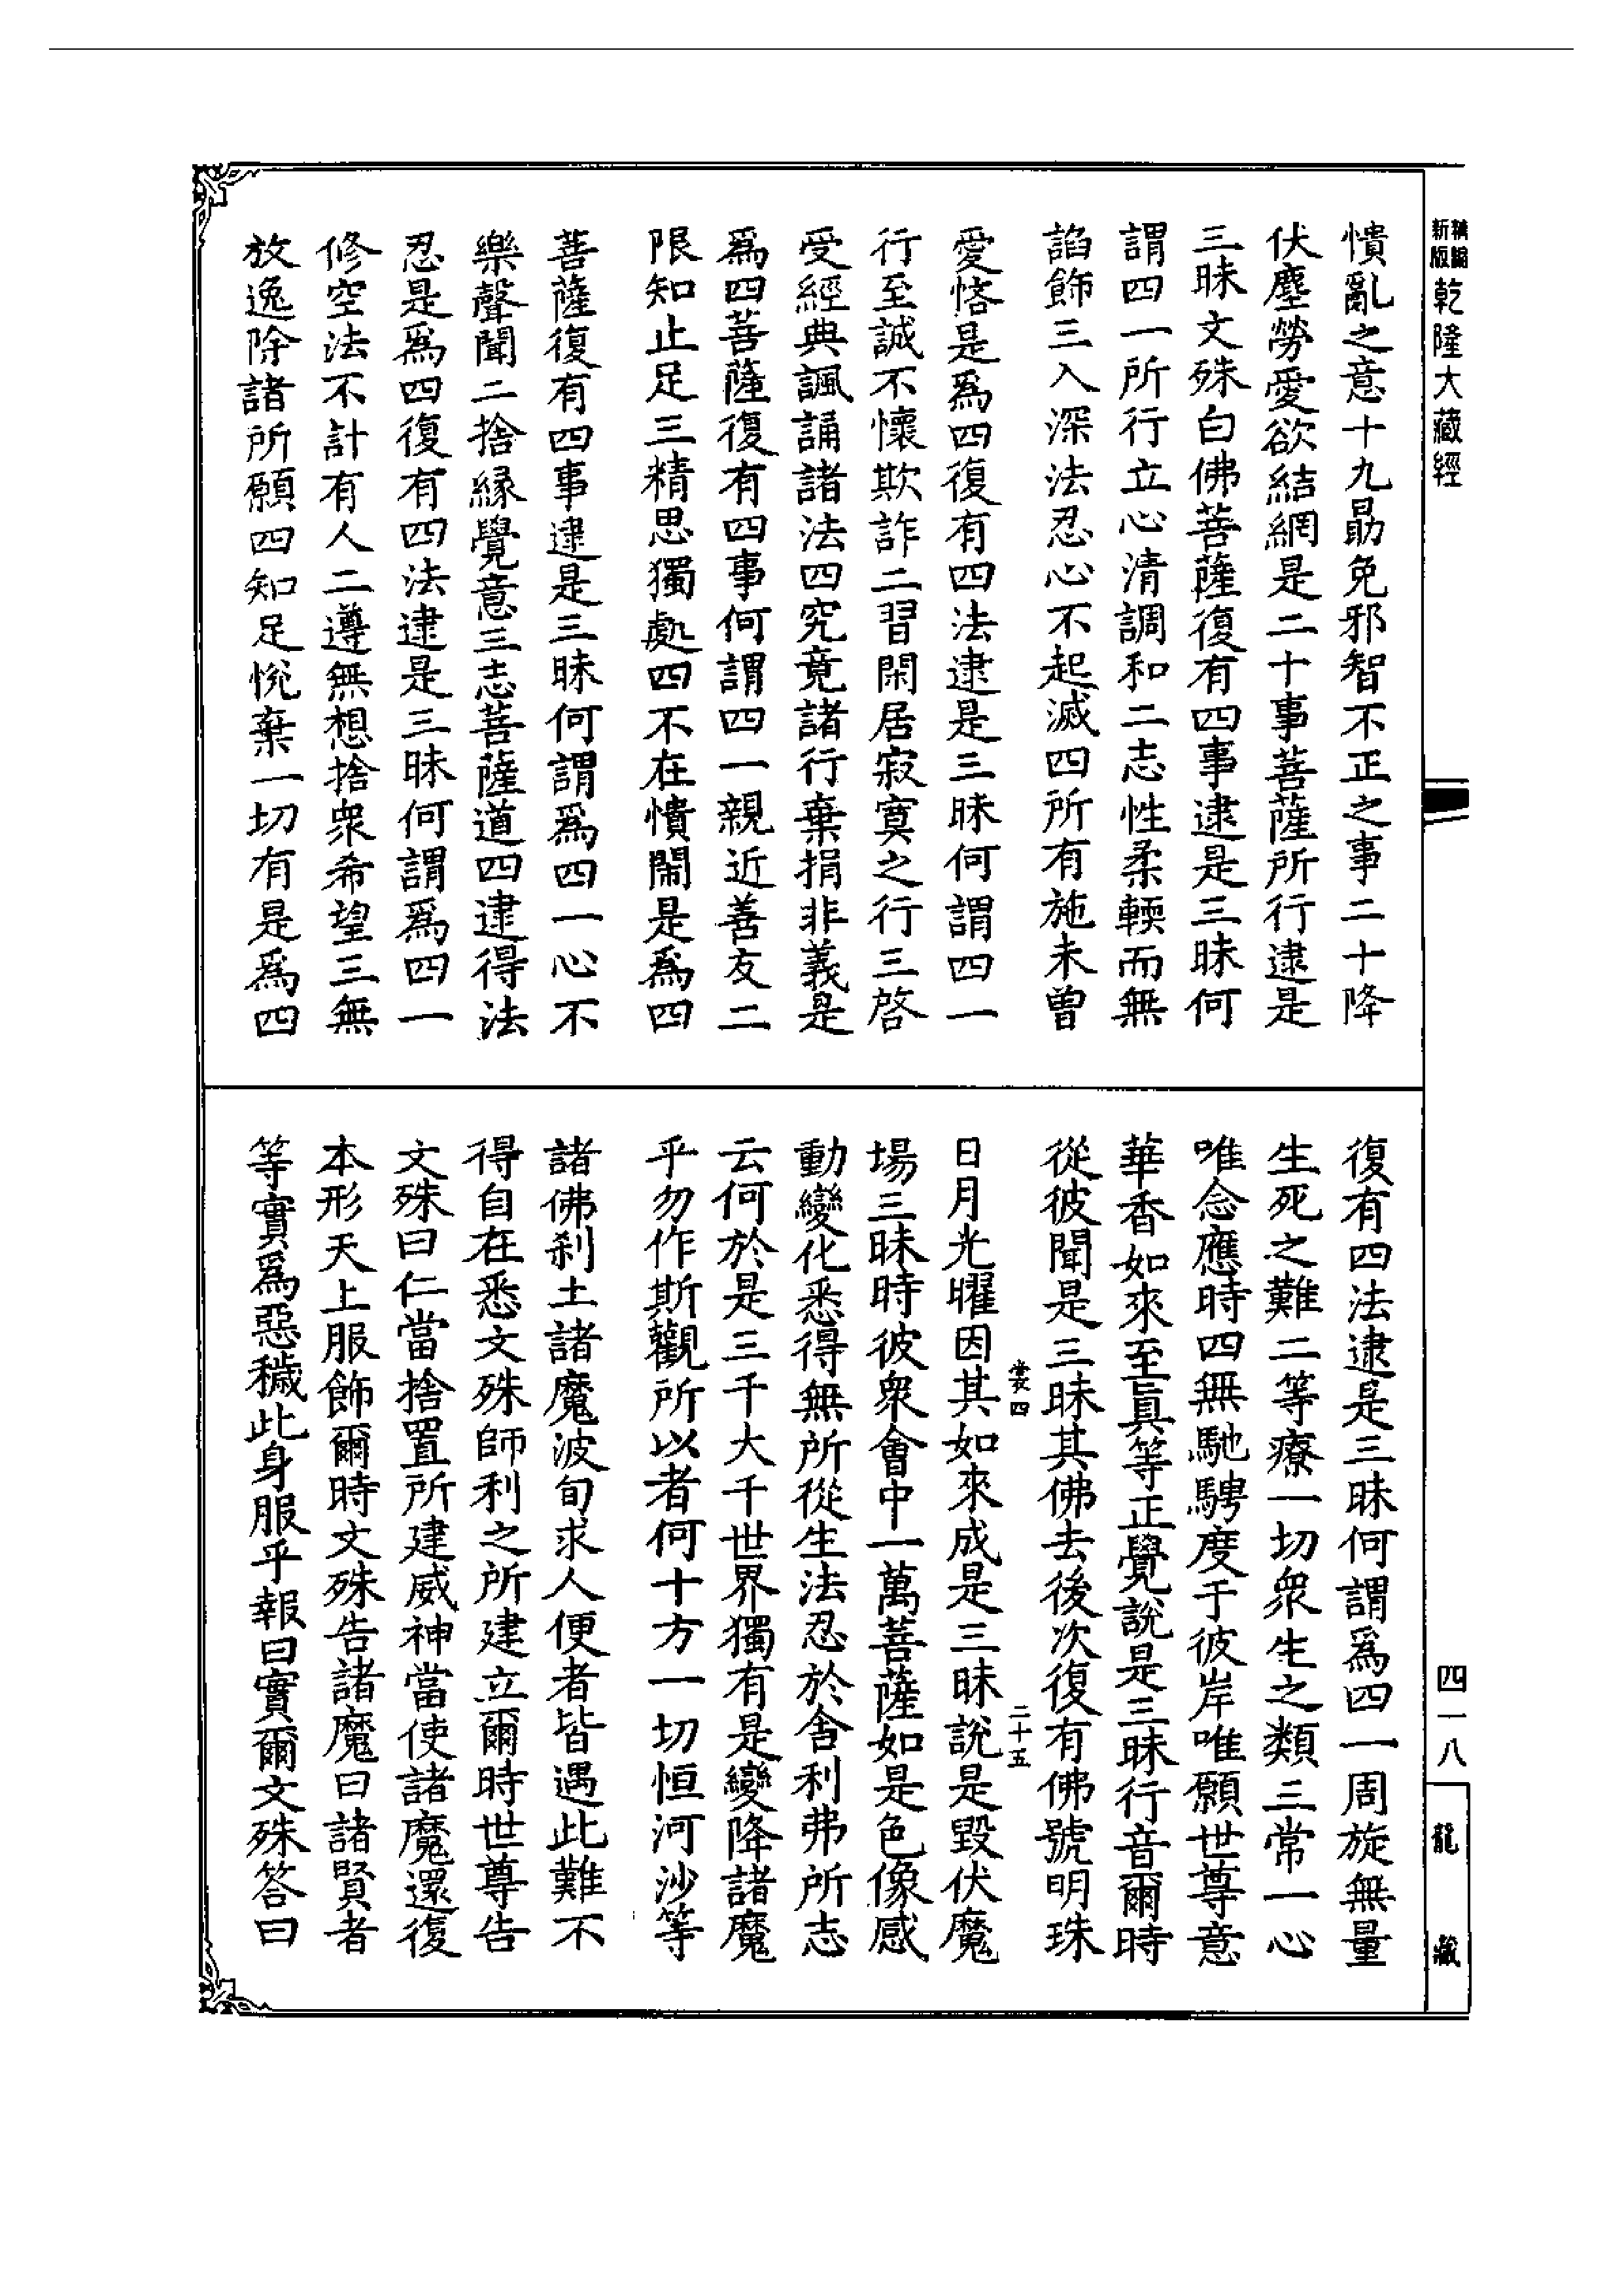 新編
縮版
乾隆大藏經
四一八
龍
藏
憒亂之意十九勗免邪智不正之事二十降
伏塵勞愛欲結網是二十事菩薩所行逮是
三昧文殊白佛菩薩復有四事逮是三昧何
謂四一所行立心清調和二志性柔輭而無
諂飾三入深法忍心不起滅四所有施未曾
愛悋是為四復有四法逮是三昧何謂四一
行至誠不懷欺詐二習閑居寂寞之行三啓
受經典諷誦諸法四究竟諸行棄捐非義是
為四菩薩復有四事何謂四一親近善友二
限知止足三精思獨處四不在憒閙是為四
菩薩復有四事逮是三昧何謂為四一心不
樂聲聞二捨緣覺意三志菩薩道四逮得法
忍是為四復有四法逮是三昧何謂為四一
修空法不計有人二遵無想捨衆希望三無
放逸除諸所願四知足悅棄一切有是為四
復有四法逮是三昧何謂為四一周旋無量
生死之難二等療一切衆生之類三常一心
唯念應時四無馳騁度于彼岸唯願世尊意
華香如來至眞等正覺說是三昧行音爾時
從彼聞是三昧其佛去後次復有佛號明珠
棠四
二十五
日月光曜因其如來成是三昧說是毀伏魔
場三昧時彼衆會中一萬菩薩如是色像感
動變化悉得無所從生法忍於舍利弗所志
云何於是三千大千世界獨有是變降諸魔
乎勿作斯觀所以者何十方一切恒河沙等
諸佛刹土諸魔波旬求人便者皆遇此難不
得自在悉文殊師利之所建立爾時世尊告
文殊曰仁當捨置所建威神當使諸魔還復
本形天上服飾爾時文殊告諸魔曰諸賢者
等實為惡穢此身服乎報曰實爾文殊答曰